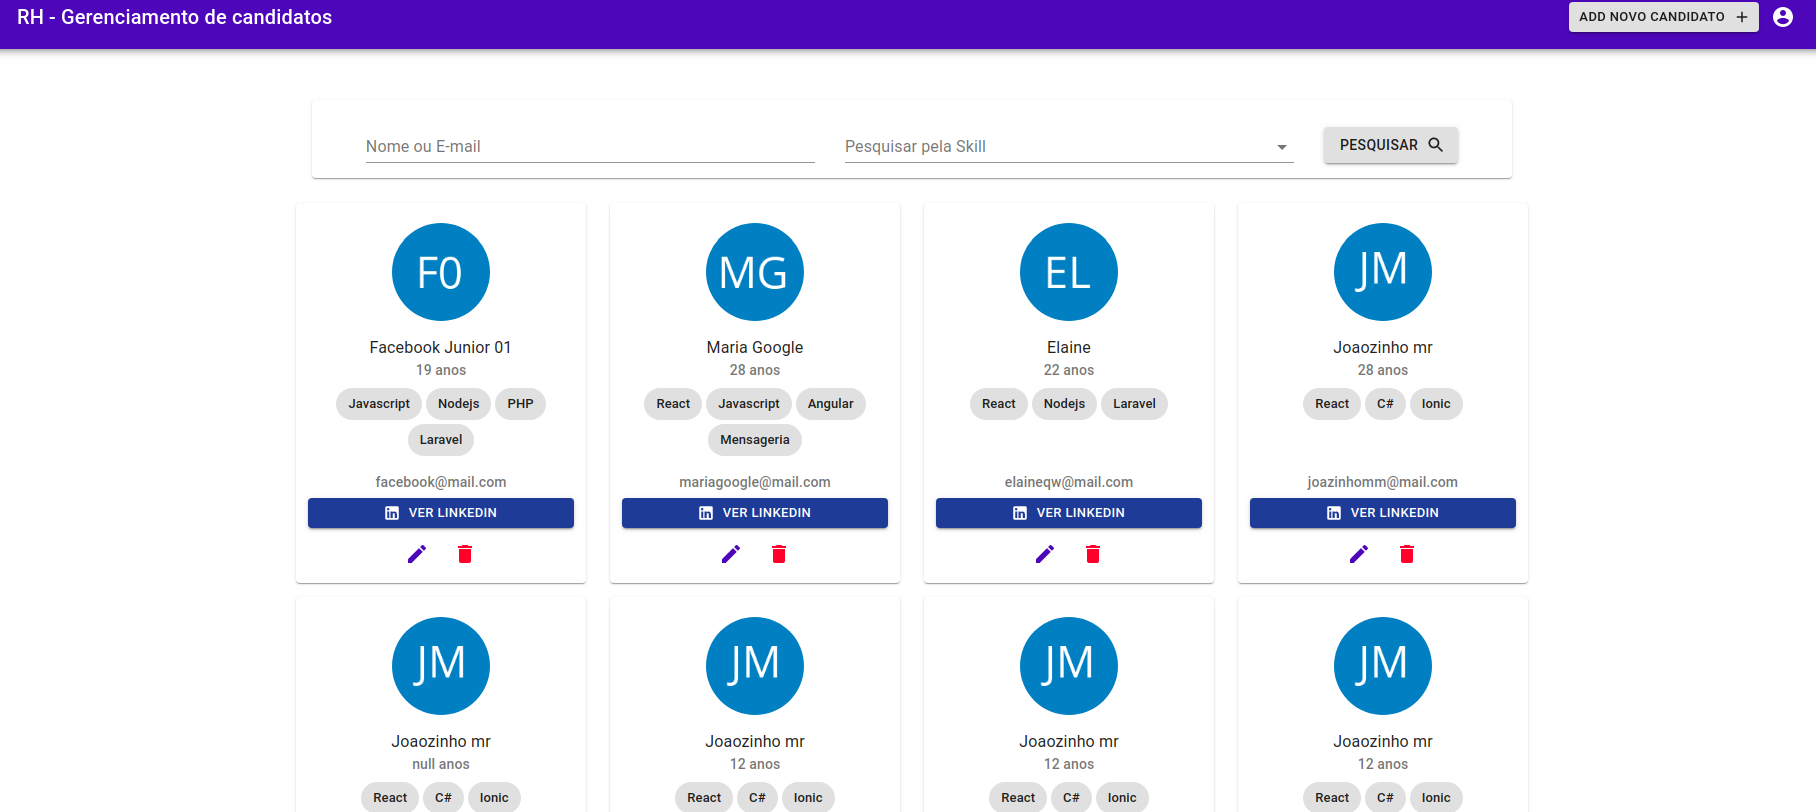 RH - Gerenciamento de candidatos
ADD NOVO CANDIDATO
Nome ou E-mail
Pesquisar pela Skill
PESQUISAR
F0
Facebook Junior 01
19 anos
Javascript Nodejs PHP
Laravel
facebook@mail.com
VER LINKEDIN
MG
Maria Google
28 anos
React Javascript Angular
Mensageria
mariagoogle@mail.com
VER LINKEDIN
EL
Elaine
22 anos
React Nodejs Laravel
elaineqw@mail.com
VER LINKEDIN
JM
Joaozinho mr
28 anos
React C# Ionic
joazinhomm@mail.com
VER LINKEDIN
JM
Joaozinho mr
null anos
React C# Ionic
JM
Joaozinho mr
12 anos
React C# Ionic
JM
Joaozinho mr
12 anos
React C# Ionic
JM
Joaozinho mr
12 anos
React C# Ionic